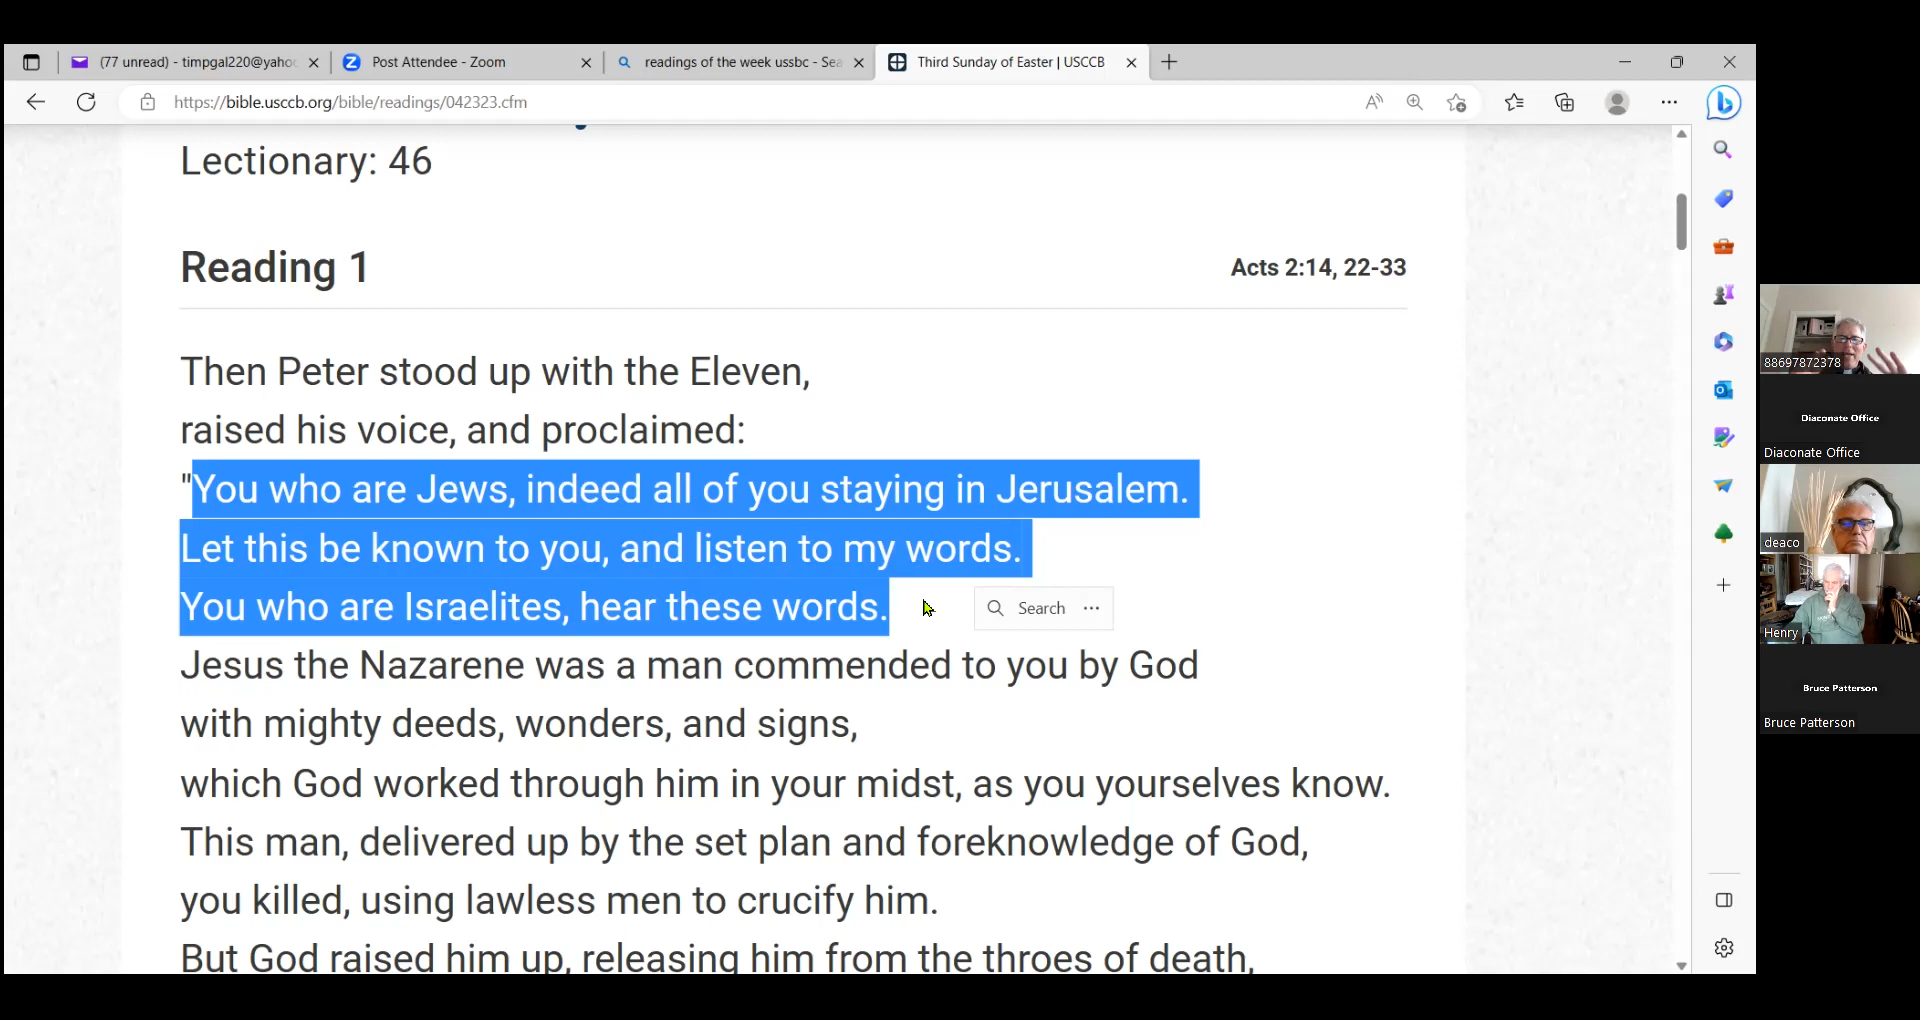 (77 unread) - timpgal220@yaho
Post Attendee - Zoom
readings of the week ussbc - Sea
Third Sunday of Easter | USCCB
https://bible.usccb.org/bible/readings/042323.cfm
Lectionary: 46
Reading 1
Acts 2:14, 22-33
Then Peter stood up with the Eleven,
raised his voice, and proclaimed:
"You who are Jews, indeed all of you staying in Jerusalem.
Let this be known to you, and listen to my words.
You who are Israelites, hear these words.
Search
Jesus the Nazarene was a man commended to you by God
with mighty deeds, wonders, and signs,
which God worked through him in your midst, as you yourselves know.
This man, delivered up by the set plan and foreknowledge of God,
you killed, using lawless men to crucify him.
But God raised him up, releasing him from the throes of death,
88697872378
Diaconate Office
Diaconate Office
deaco
Henry
Bruce Patterson
Bruce Patterson